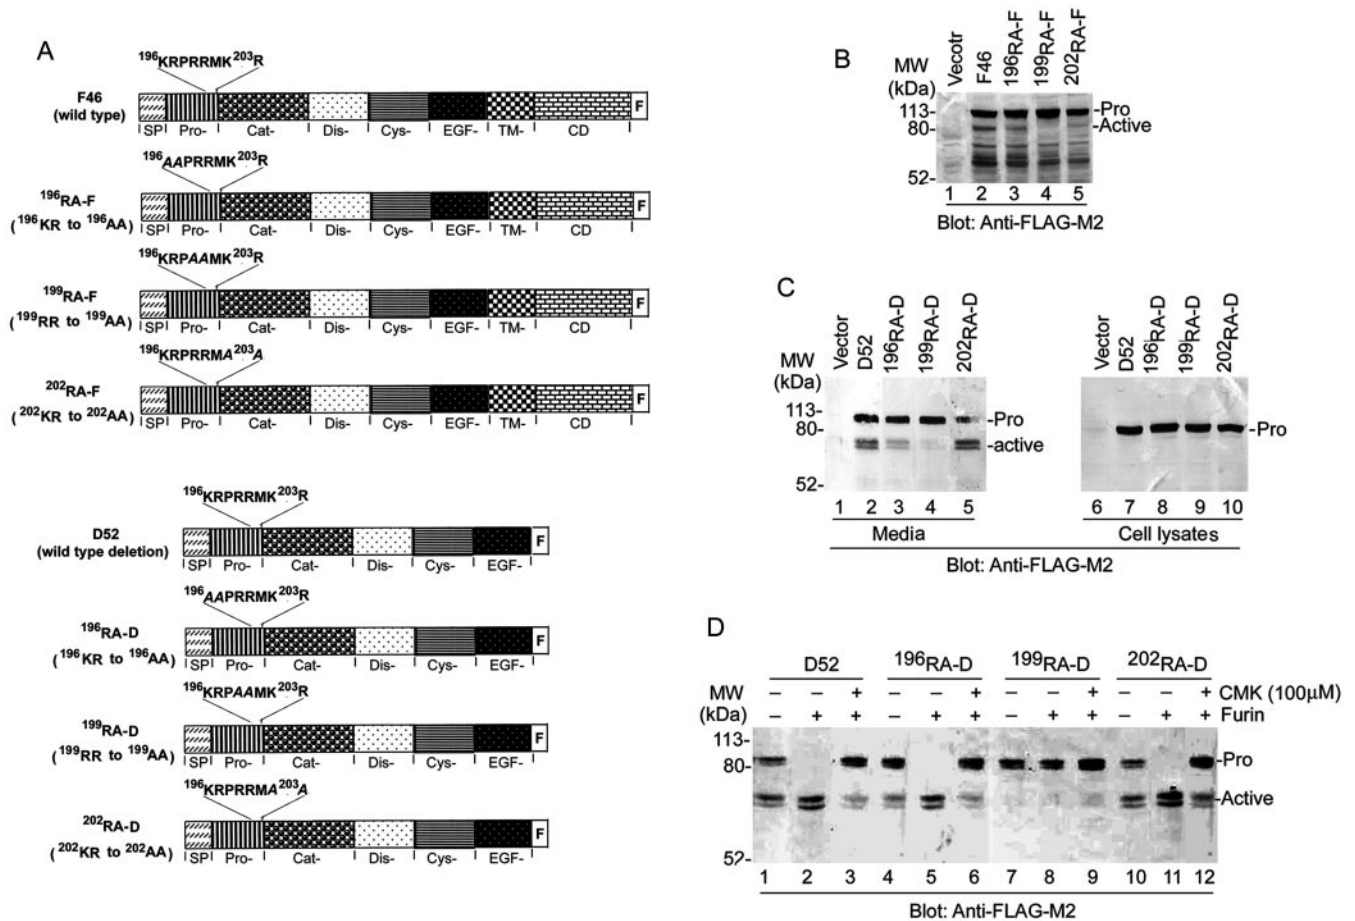 A
196KRPRRMK203R
F46
(wild type)
F
SP Pro- Cat- Dis- Cys- EGF- TM- CD
196AAPRRMK203R
196RA-F
(196KR to 196AA)
F
SP Pro- Cat- Dis- Cys- EGF- TM- CD
196KRPAAMK203R
199RA-F
(199RR to 199AA)
F
SP Pro- Cat- Dis- Cys- EGF- TM- CD
196KRPRRMA203A
202RA-F
(202KR to 202AA)
F
SP Pro- Cat- Dis- Cys- EGF- TM- CD
196KRPRRMK203R
D52
(wild type deletion)
F
SP Pro- Cat- Dis- Cys- EGF-
196AAPRRMK203R
196RA-D
(196KR to 196AA)
F
SP Pro- Cat- Dis- Cys- EGF-
196KRPAAMK203R
199RA-D
(199RR to 199AA)
F
SP Pro- Cat- Dis- Cys- EGF-
196KRPRRMA203A
202RA-D
(202KR to 202AA)
F
SP Pro- Cat- Dis- Cys- EGF-
B
MW
(kDa)
Vecotr
F46
196RA-F
199RA-F
202RA-F
113-
80-
52-
-Pro
-Active
1 2 3 4 5
Blot: Anti-FLAG-M2
C
MW
(kDa)
Vector
D52
196RA-D
199RA-D
202RA-D
113-
80-
52-
-Pro
-active
1 2 3 4 5
Media
Vector
D52
196RA-D
199RA-D
202RA-D
-Pro
6 7 8 9 10
Cell lysates
Blot: Anti-FLAG-M2
D
D52 196RA-D 199RA-D 202RA-D
MW
(kDa)
– + – + – + – + CMK (100µM)
+ + + + + + + + Furin
113-
80-
52-
-Pro
-Active
1 2 3 4 5 6 7 8 9 10 11 12
Blot: Anti-FLAG-M2